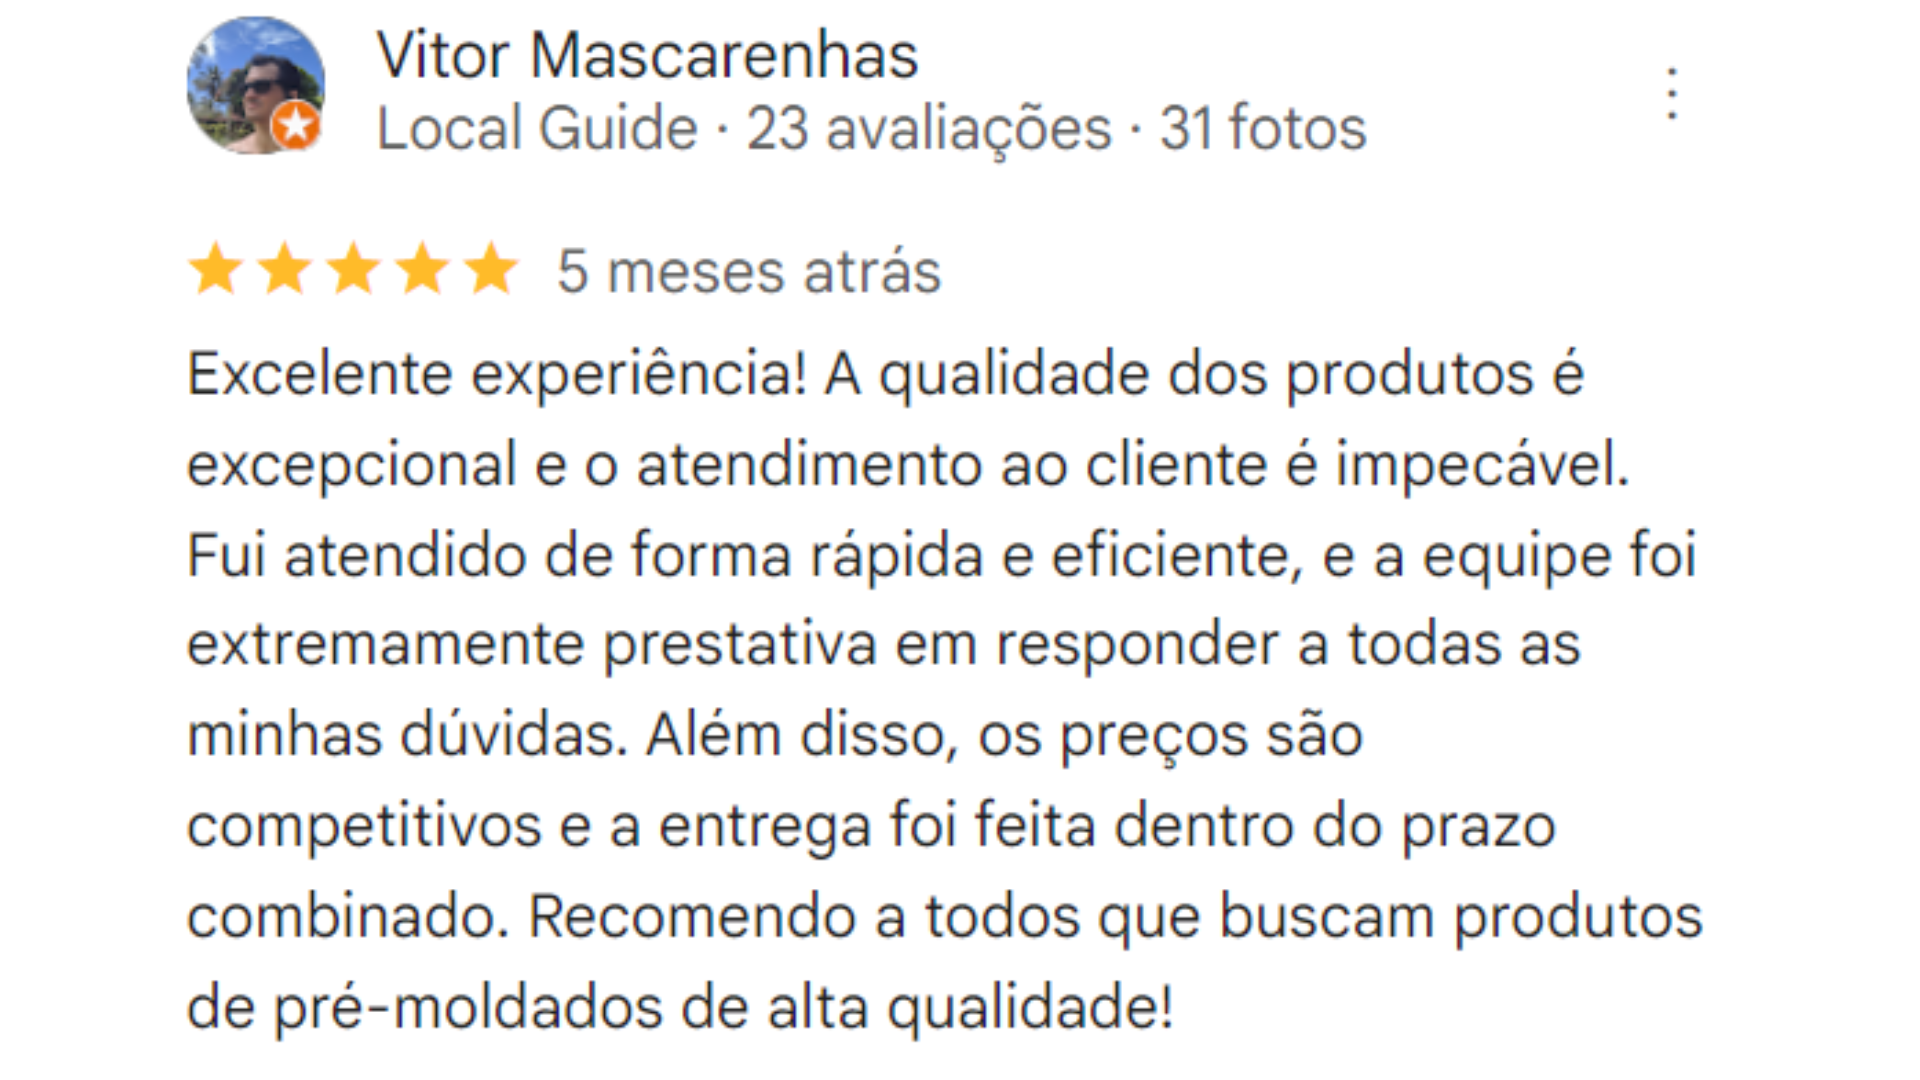 Vitor Mascarenhas
Local Guide · 23 avaliações · 31 fotos
5 meses atrás
Excelente experiência! A qualidade dos produtos é
excepcional e o atendimento ao cliente é impecável.
Fui atendido de forma rápida e eficiente, e a equipe foi
extremamente prestativa em responder a todas as
minhas dúvidas. Além disso, os preços são
competitivos e a entrega foi feita dentro do prazo
combinado. Recomendo a todos que buscam produtos
de pré-moldados de alta qualidade!